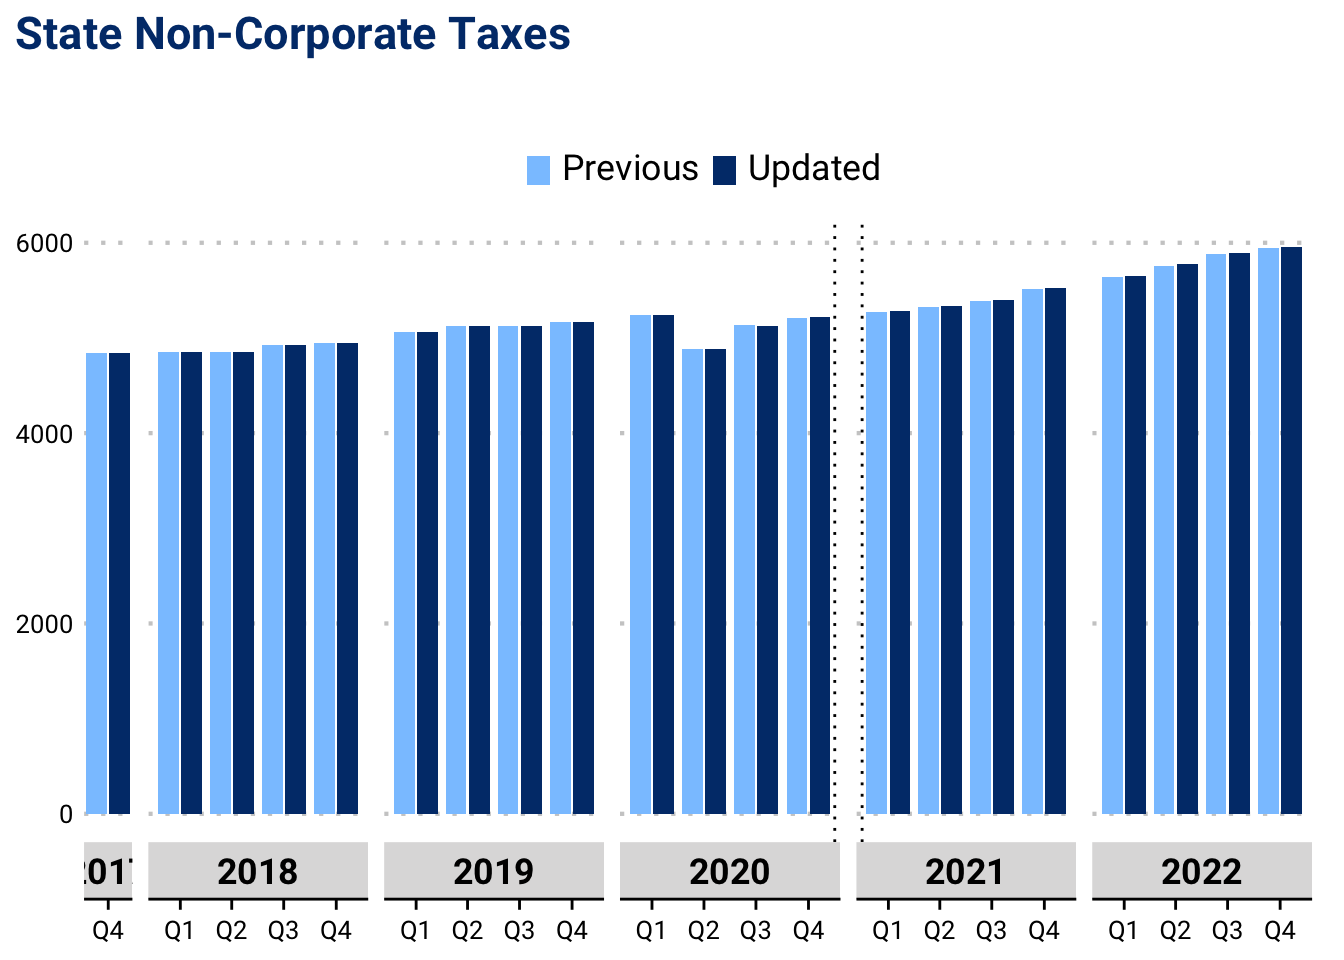 State Non-Corporate Taxes
Previous Updated
6000
4000
2000
0
2017 2018 2019 2020 2021 2022
Q4 Q1 Q2 Q3 Q4 Q1 Q2 Q3 Q4 Q1 Q2 Q3 Q4 Q1 Q2 Q3 Q4 Q1 Q2 Q3 Q4